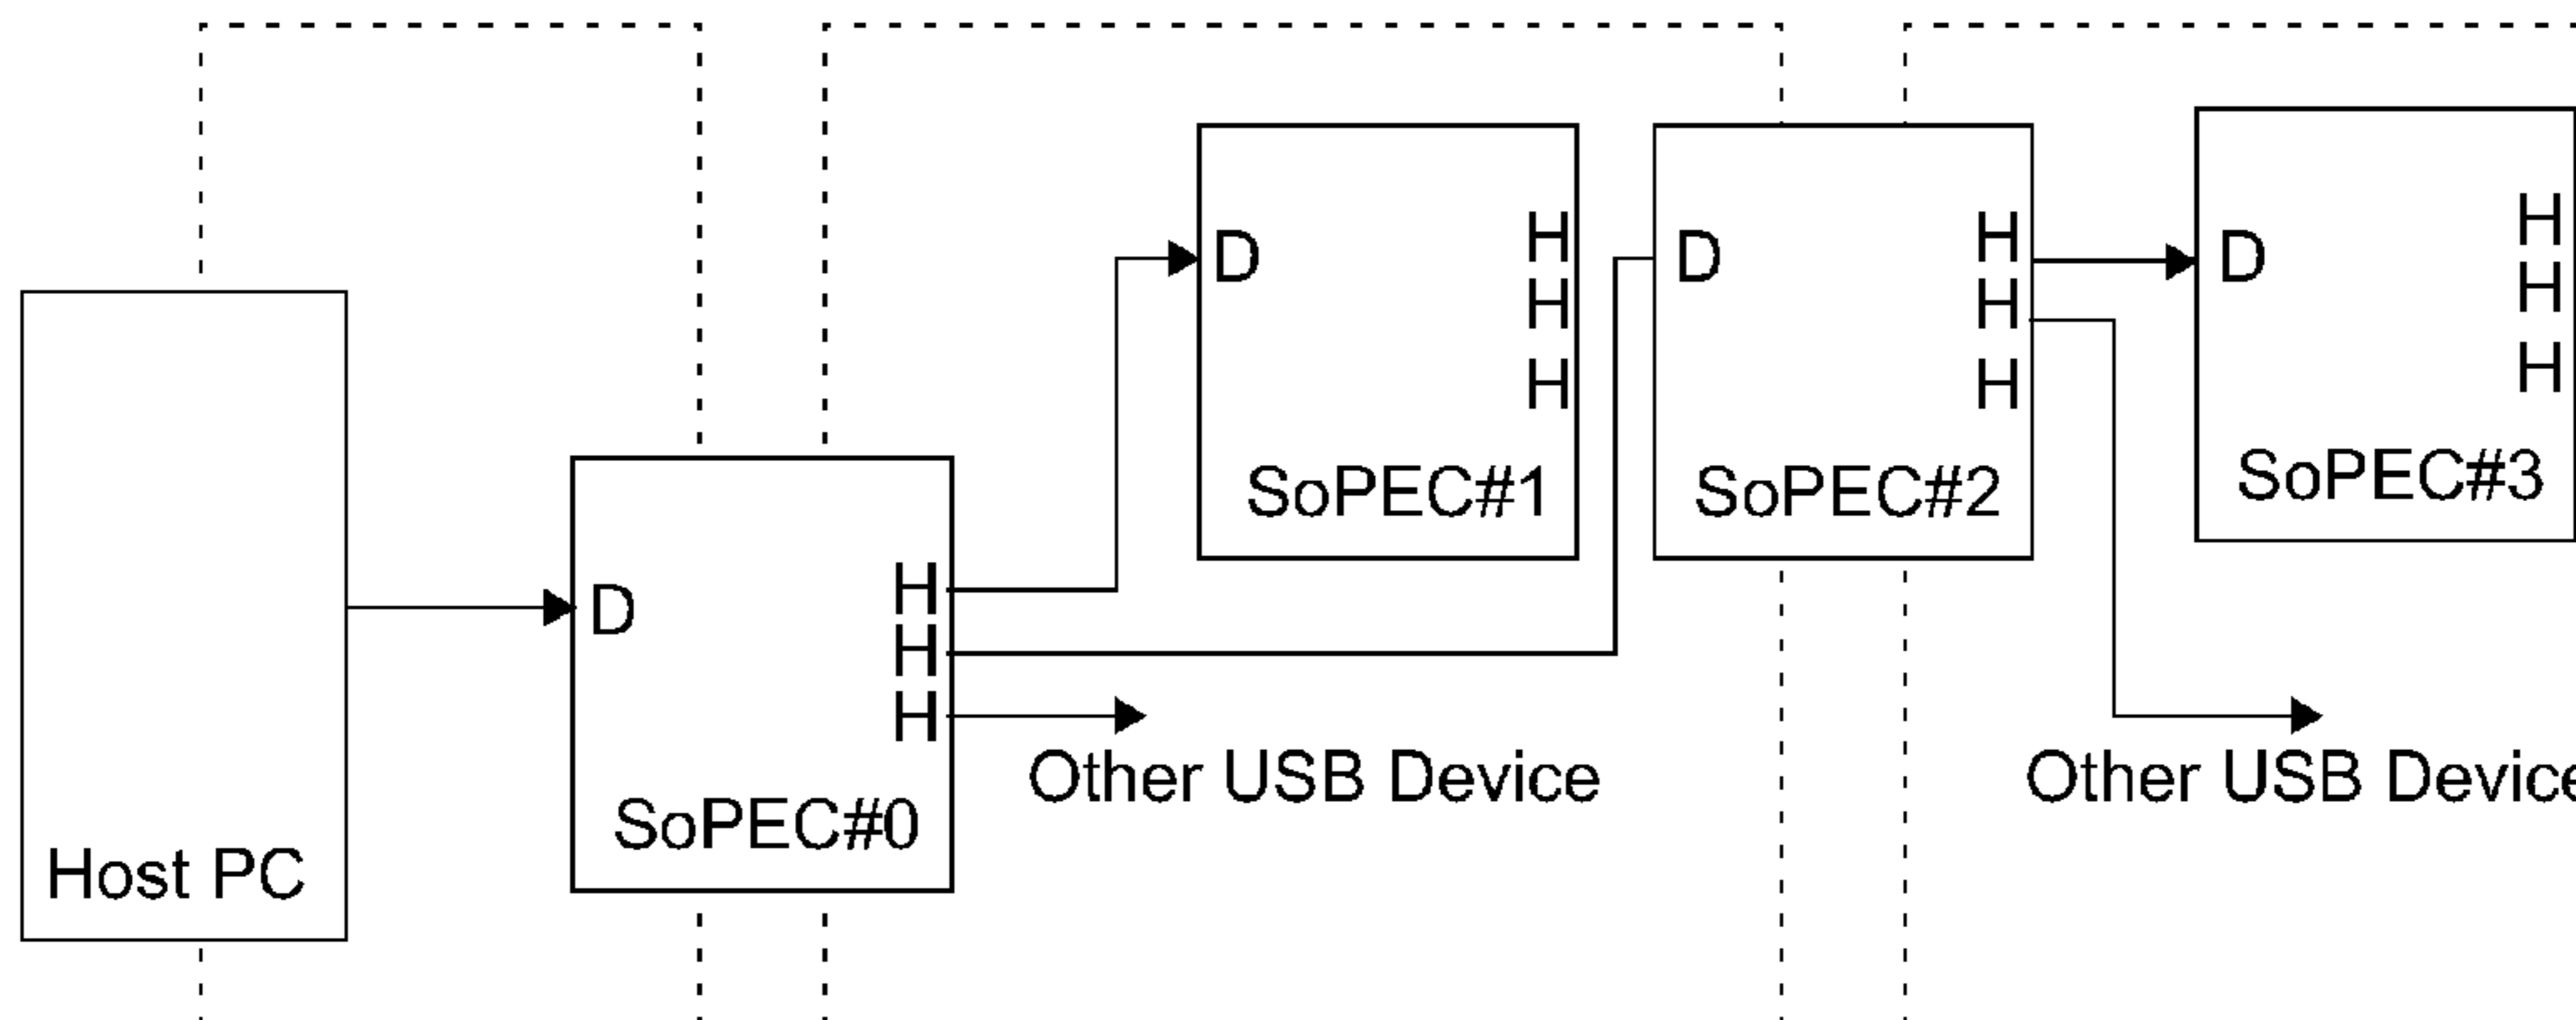 Host PC
D
H
H
H
SoPEC#0
D
H
H
H
SoPEC#1
D
H
H
H
SoPEC#2
D
H
H
H
SoPEC#3
Other USB Device
Other USB Device